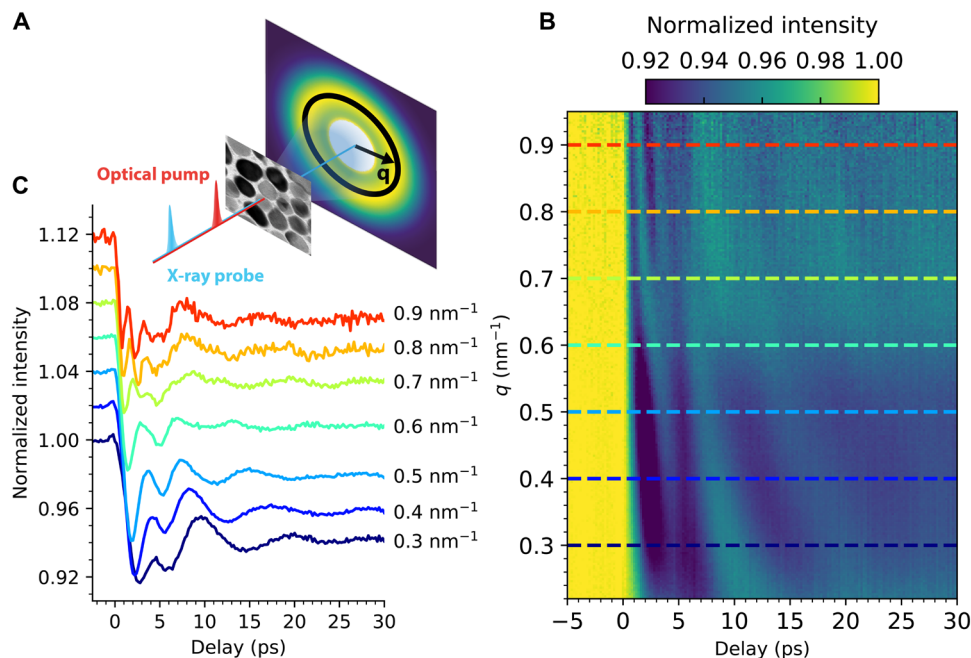 A
Optical pump
X-ray probe
q
B
Normalized intensity
0.92 0.94 0.96 0.98 1.00
q (nm⁻¹)
0.9
0.8
0.7
0.6
0.5
0.4
0.3
−5 0 5 10 15 20 25 30
Delay (ps)
C
Normalized intensity
1.12
1.08
1.04
1.00
0.96
0.92
0.9 nm⁻¹
0.8 nm⁻¹
0.7 nm⁻¹
0.6 nm⁻¹
0.5 nm⁻¹
0.4 nm⁻¹
0.3 nm⁻¹
0 5 10 15 20 25 30
Delay (ps)